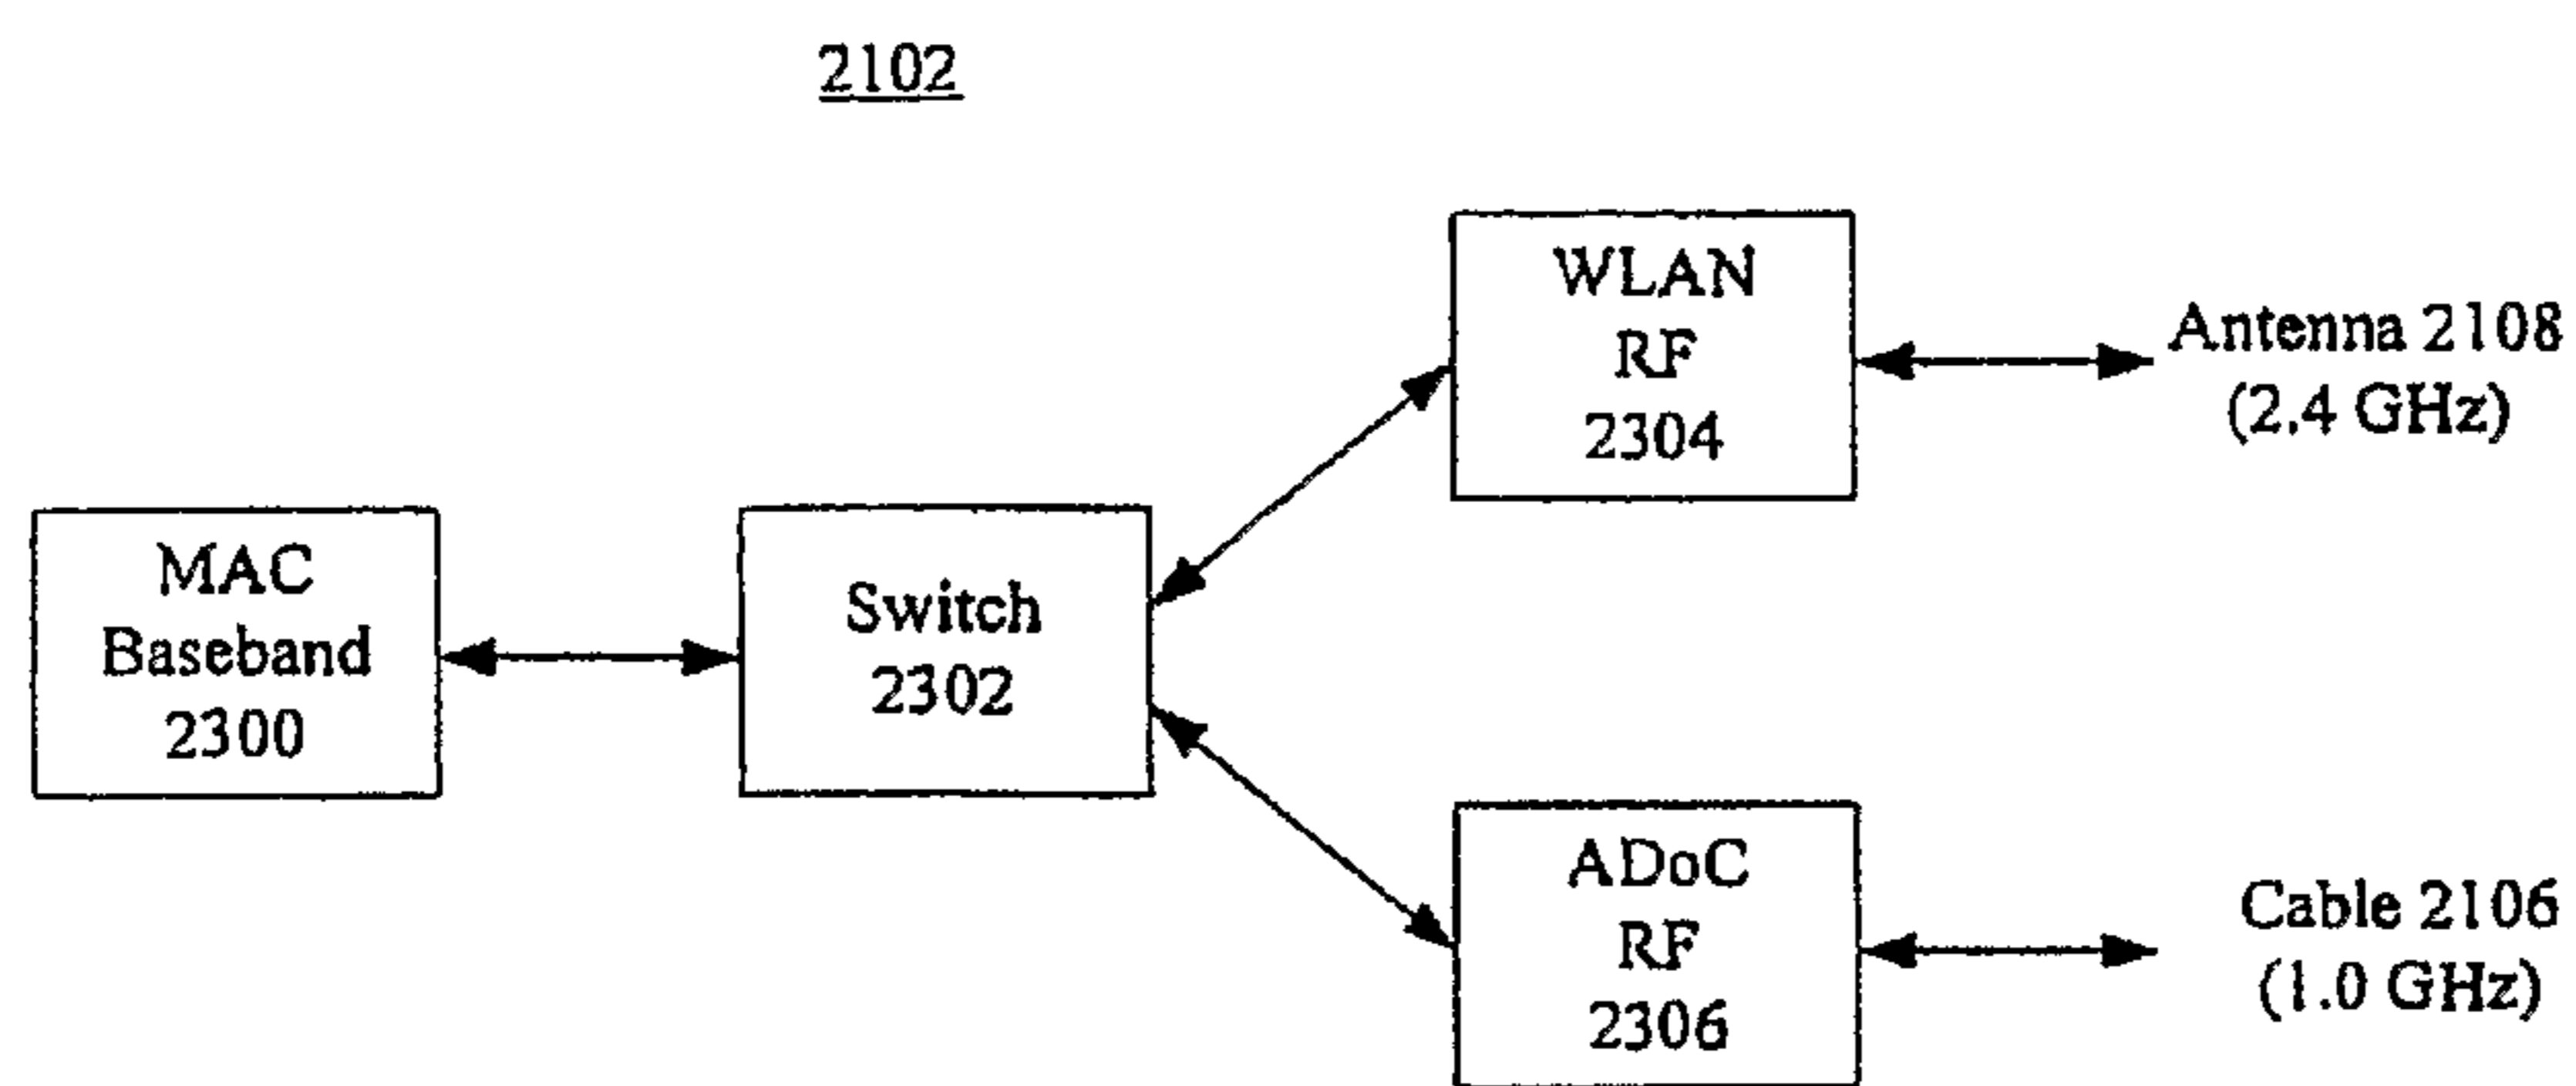 2102
WLAN
RF
2304
Antenna 2108
(2.4 GHz)
MAC
Baseband
2300
Switch
2302
ADoC
RF
2306
Cable 2106
(1.0 GHz)